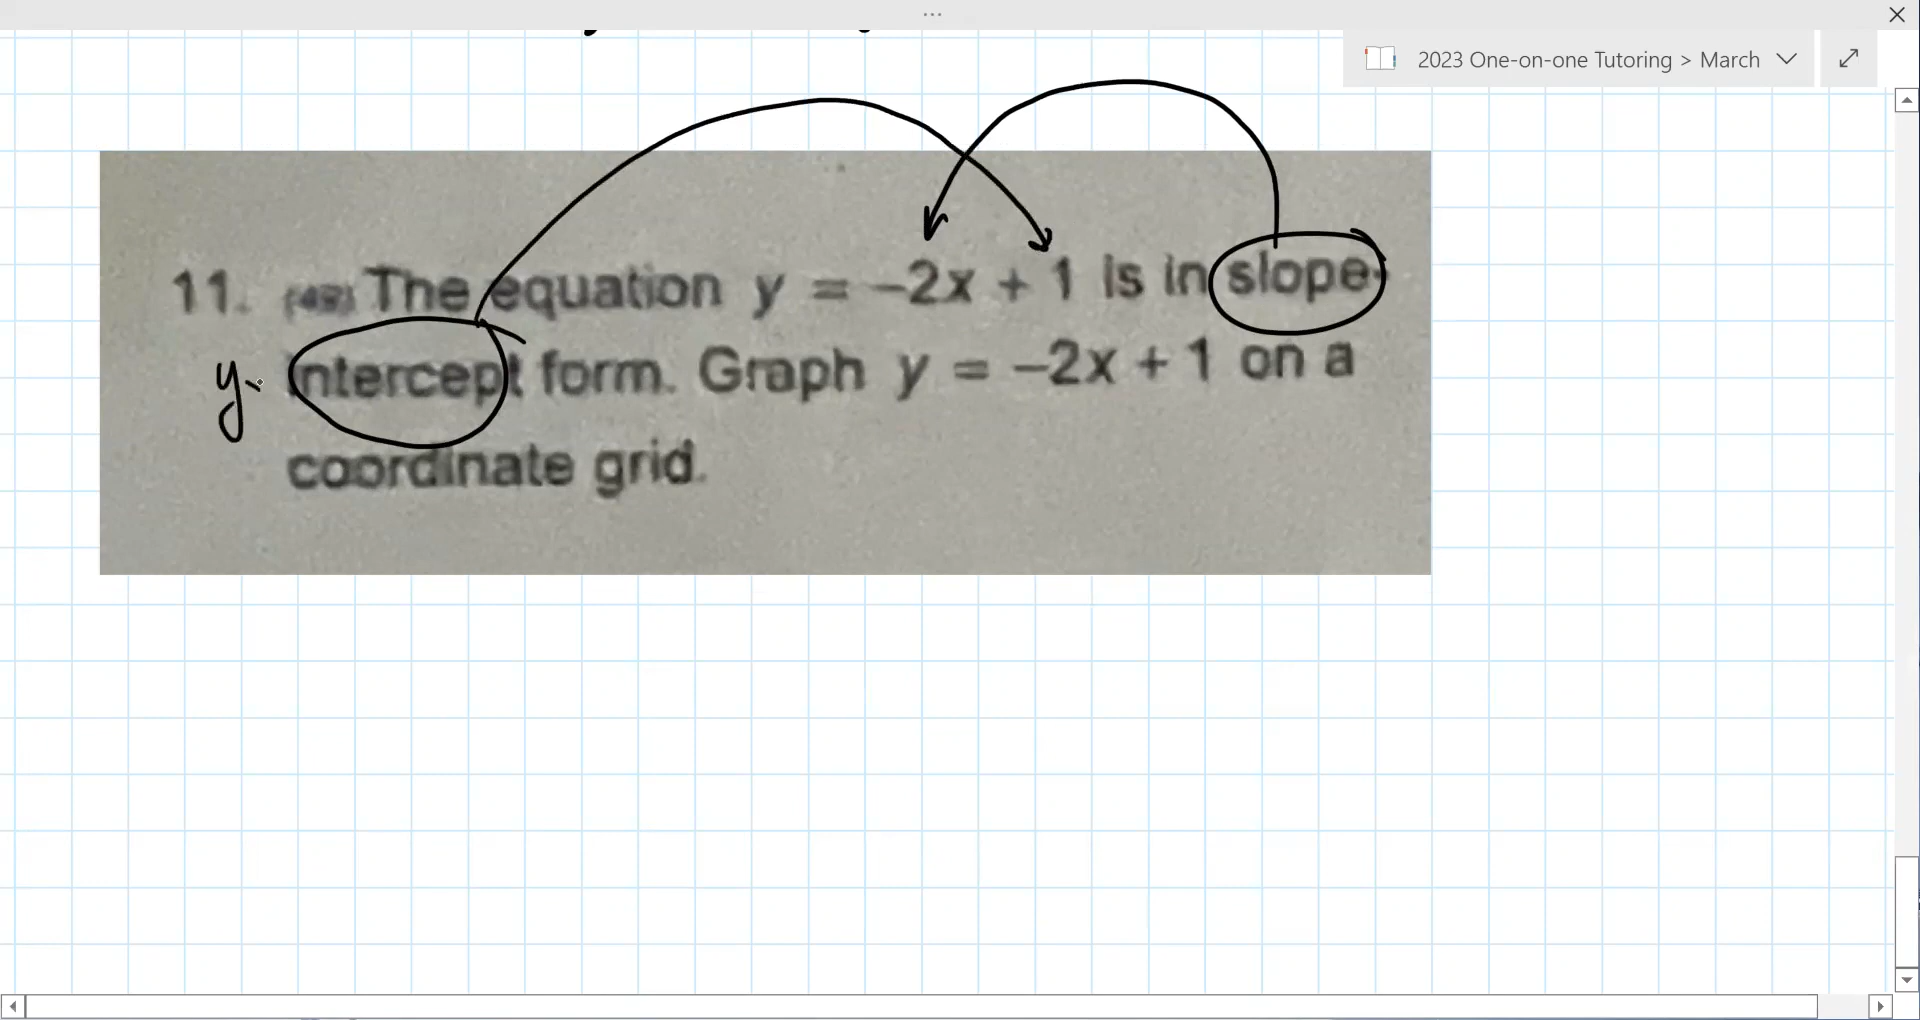 2023 One-on-one Tutoring > March
11. (49) The equation y = −2x + 1 is in slope-
y- intercept form. Graph y = −2x + 1 on a
coordinate grid.